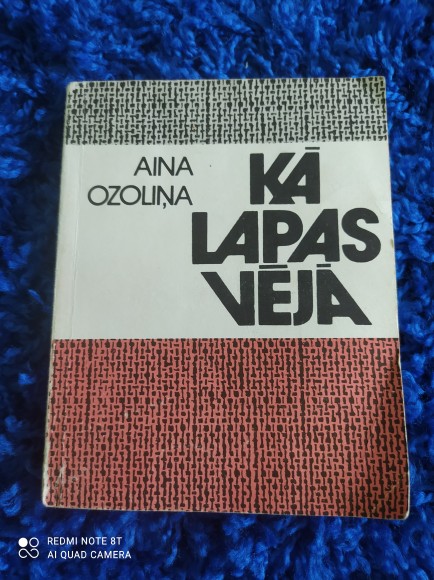 AINA
OZOLIŅA
KĀ
LAPAS
VĒJĀ
REDMI NOTE 8T
AI QUAD CAMERA